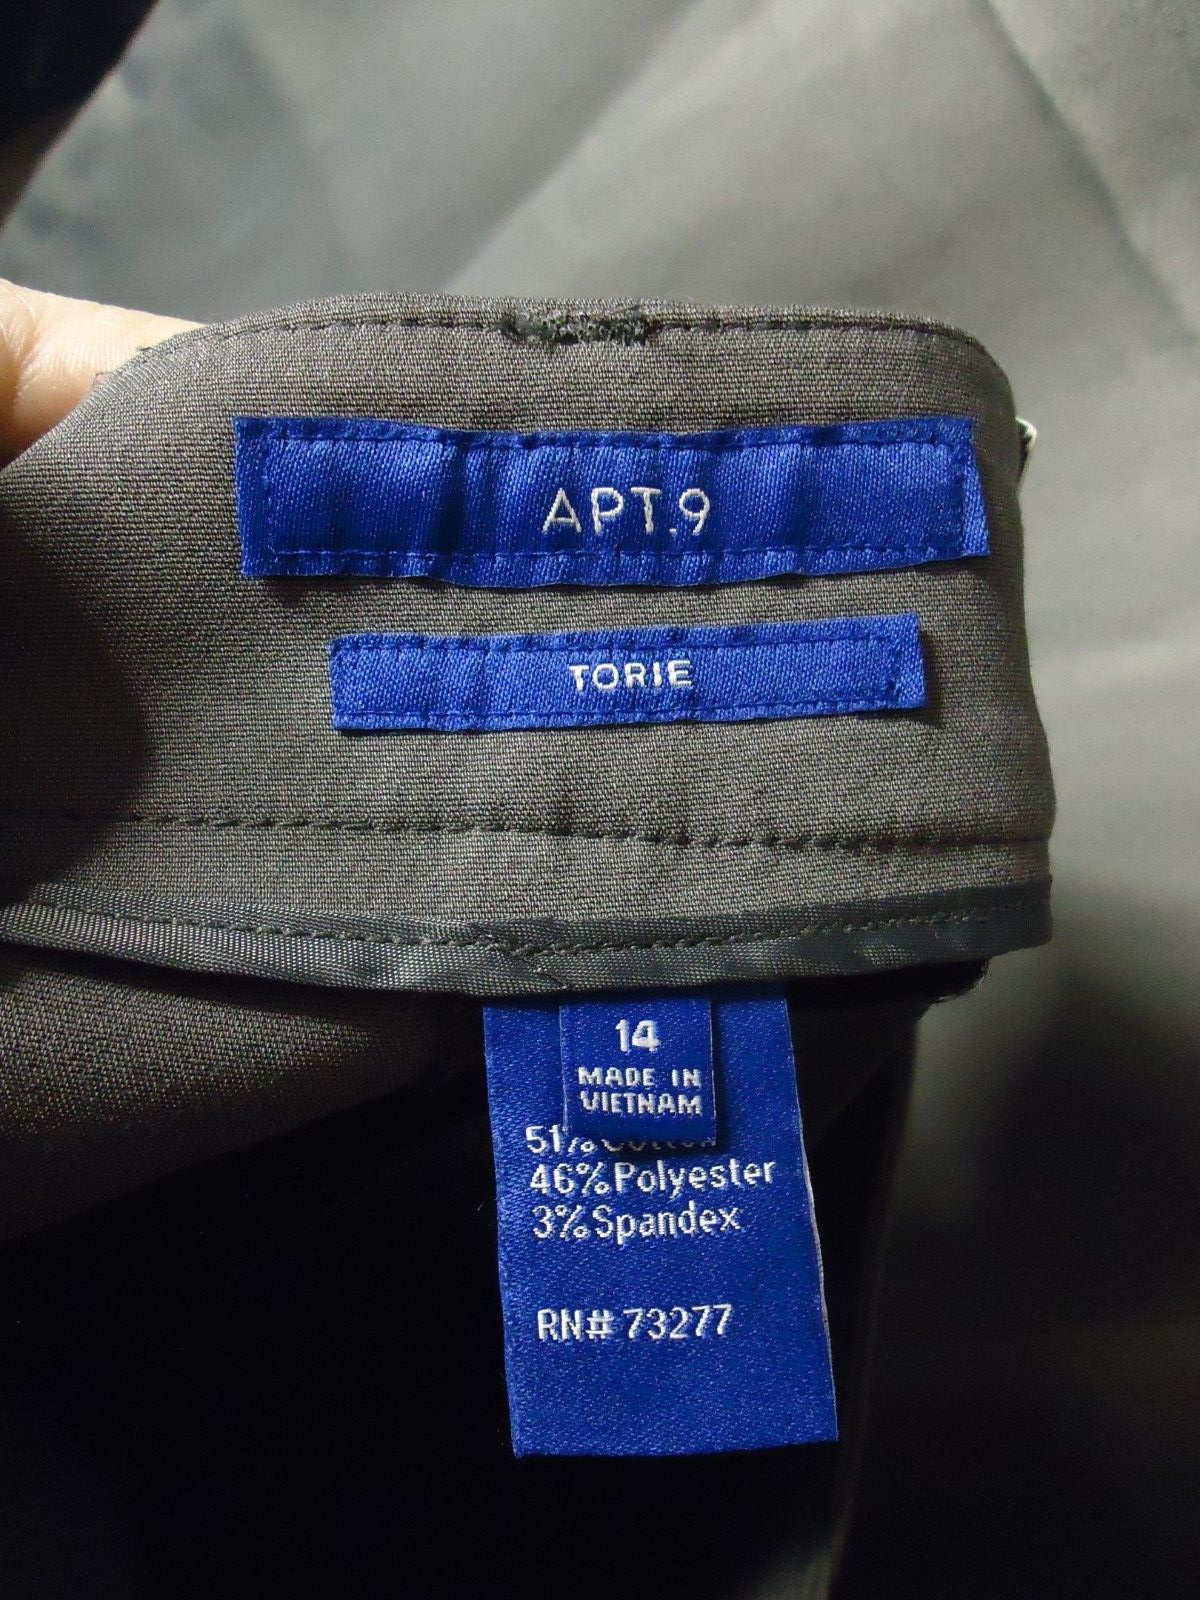 APT.9
TORIE
14
MADE IN
VIETNAM
51%
46% Polyester
3% Spandex
RN# 73277